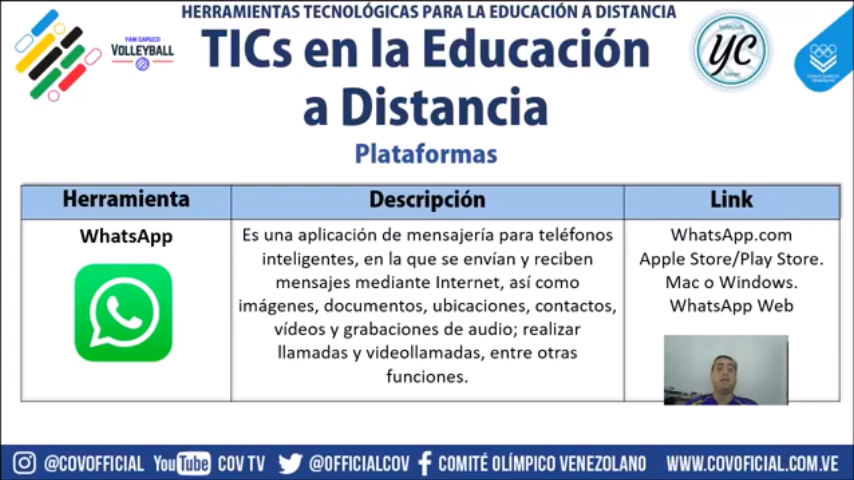 HERRAMIENTAS TECNOLÓGICAS PARA LA EDUCACIÓN A DISTANCIA
TICs en la Educación
a Distancia
Plataformas
YANI CAPUZZI
VOLLEYBALL
YC
Herramienta
Descripción
Link
WhatsApp
Es una aplicación de mensajería para teléfonos
inteligentes, en la que se envían y reciben
mensajes mediante Internet, así como
imágenes, documentos, ubicaciones, contactos,
vídeos y grabaciones de audio; realizar
llamadas y videollamadas, entre otras
funciones.
WhatsApp.com
Apple Store/Play Store.
Mac o Windows.
WhatsApp Web
@COVOFFICIAL YouTube COV TV @OFFICIALCOV COMITÉ OLÍMPICO VENEZOLANO WWW.COVOFICIAL.COM.VE